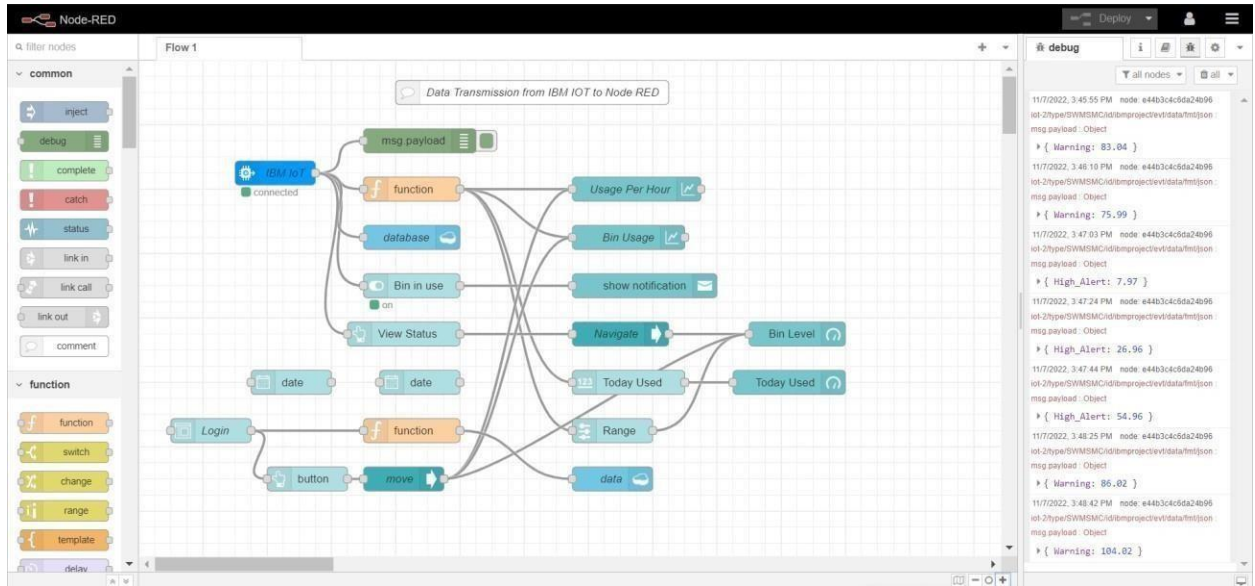 Node-RED
Deploy
filter nodes
Flow 1
debug
i
all nodes
all
common
inject
debug
complete
catch
status
link in
link call
link out
comment
function
function
switch
change
range
template
delay
Data Transmission from IBM IOT to Node RED
msg.payload
IBM IoT
connected
function
Usage Per Hour
database
Bin Usage
Bin in use
on
show notification
View Status
Navigate
Bin Level
date
date
123
Today Used
Today Used
Login
function
Range
button
move
data
11/7/2022, 3:45:55 PM node: e44b3c4c6da24b96
iot-2/type/SWMSMC/id/ibmproject/evt/data/fmt/json :
msg.payload : Object
{ Warning: 83.04 }
11/7/2022, 3:46:10 PM node: e44b3c4c6da24b96
iot-2/type/SWMSMC/id/ibmproject/evt/data/fmt/json :
msg.payload : Object
{ Warning: 75.99 }
11/7/2022, 3:47:03 PM node: e44b3c4c6da24b96
iot-2/type/SWMSMC/id/ibmproject/evt/data/fmt/json :
msg.payload : Object
{ High_Alert: 7.97 }
11/7/2022, 3:47:24 PM node: e44b3c4c6da24b96
iot-2/type/SWMSMC/id/ibmproject/evt/data/fmt/json :
msg.payload : Object
{ High_Alert: 26.96 }
11/7/2022, 3:47:44 PM node: e44b3c4c6da24b96
iot-2/type/SWMSMC/id/ibmproject/evt/data/fmt/json :
msg.payload : Object
{ High_Alert: 54.96 }
11/7/2022, 3:48:25 PM node: e44b3c4c6da24b96
iot-2/type/SWMSMC/id/ibmproject/evt/data/fmt/json :
msg.payload : Object
{ Warning: 86.02 }
11/7/2022, 3:48:42 PM node: e44b3c4c6da24b96
iot-2/type/SWMSMC/id/ibmproject/evt/data/fmt/json :
msg.payload : Object
{ Warning: 104.02 }